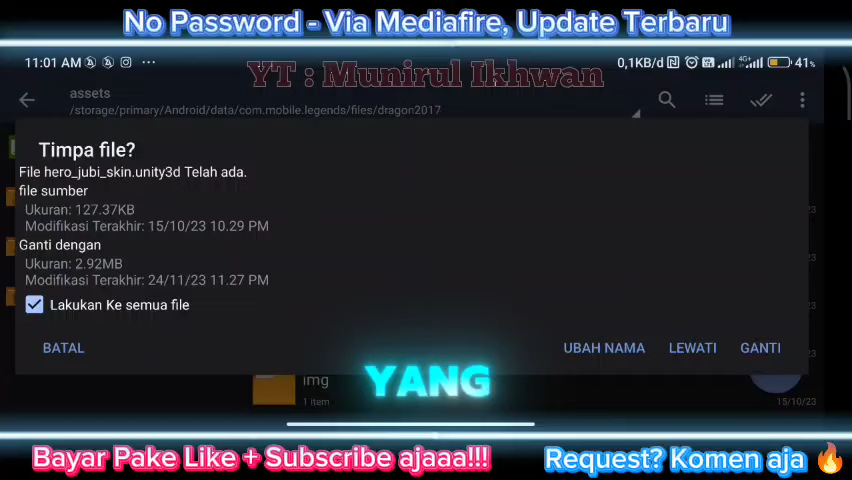 No Password - Via Mediafire, Update Terbaru
11:01 AM ··· 0,1KB/d 4G+ 41%
YT : Munirul Ikhwan
assets
/storage/primary/Android/data/com.mobile.legends/files/dragon2017
Timpa file?
File hero_jubi_skin.unity3d Telah ada.
file sumber
Ukuran: 127.37KB
Modifikasi Terakhir: 15/10/23 10.29 PM
Ganti dengan
Ukuran: 2.92MB
Modifikasi Terakhir: 24/11/23 11.27 PM
Lakukan Ke semua file
BATAL UBAH NAMA LEWATI GANTI
YANG
img
1 item 15/10/23
Bayar Pake Like + Subscribe ajaaa!!!
Request? Komen aja 🔥